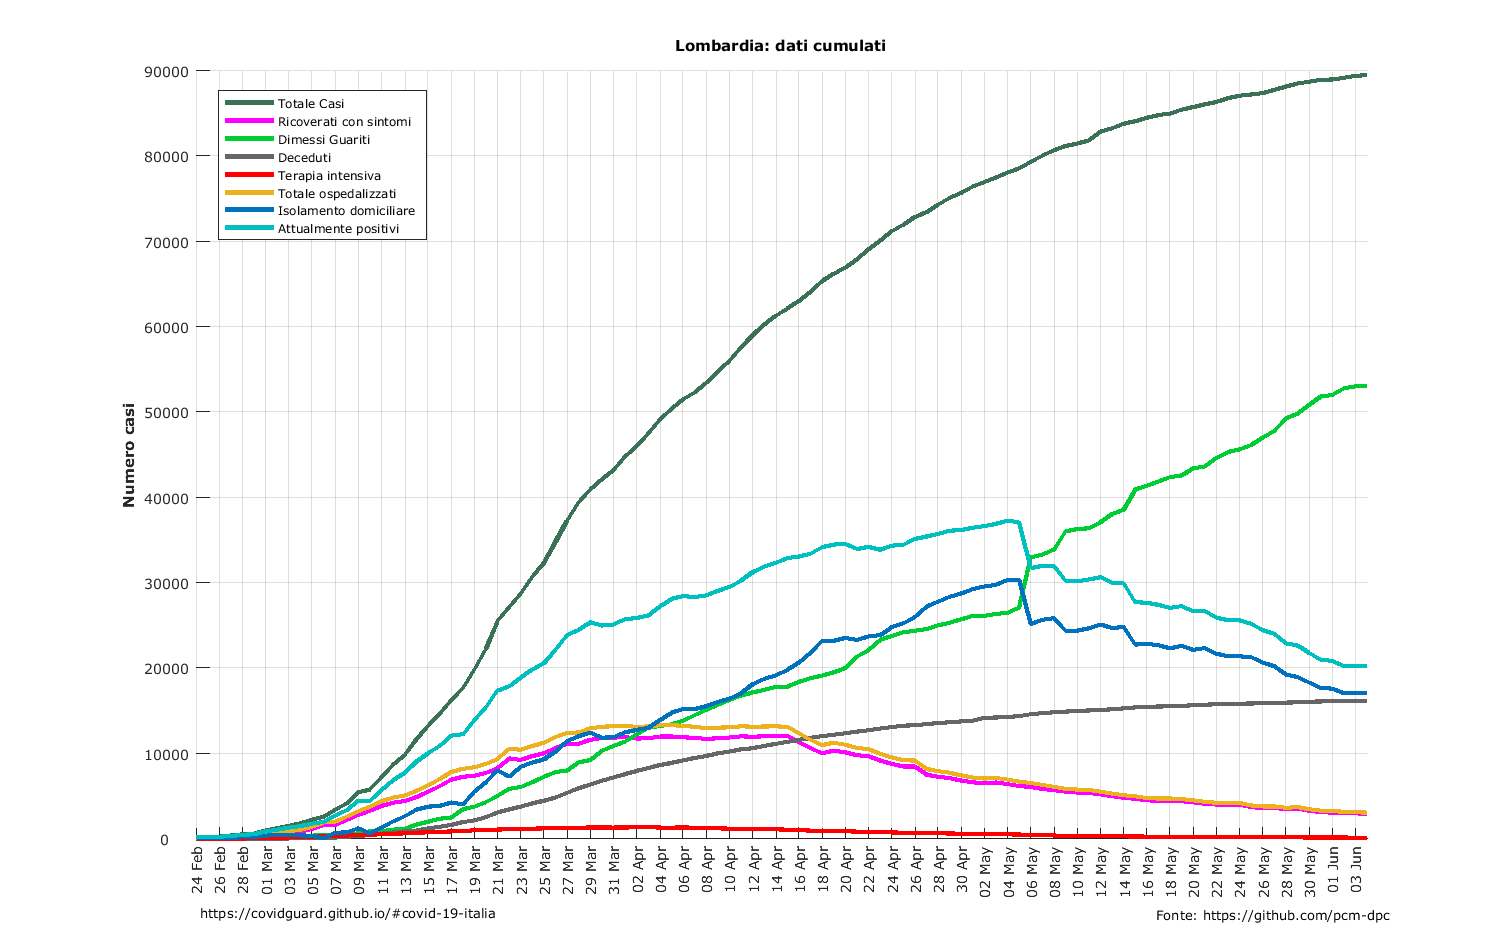 Lombardia: dati cumulati
Numero casi
90000
80000
70000
60000
50000
40000
30000
20000
10000
0
Totale Casi
Ricoverati con sintomi
Dimessi Guariti
Deceduti
Terapia intensiva
Totale ospedalizzati
Isolamento domiciliare
Attualmente positivi
24 Feb
26 Feb
28 Feb
01 Mar
03 Mar
05 Mar
07 Mar
09 Mar
11 Mar
13 Mar
15 Mar
17 Mar
19 Mar
21 Mar
23 Mar
25 Mar
27 Mar
29 Mar
31 Mar
02 Apr
04 Apr
06 Apr
08 Apr
10 Apr
12 Apr
14 Apr
16 Apr
18 Apr
20 Apr
22 Apr
24 Apr
26 Apr
28 Apr
30 Apr
02 May
04 May
06 May
08 May
10 May
12 May
14 May
16 May
18 May
20 May
22 May
24 May
26 May
28 May
30 May
01 Jun
03 Jun
https://covidguard.github.io/#covid-19-italia
Fonte: https://github.com/pcm-dpc